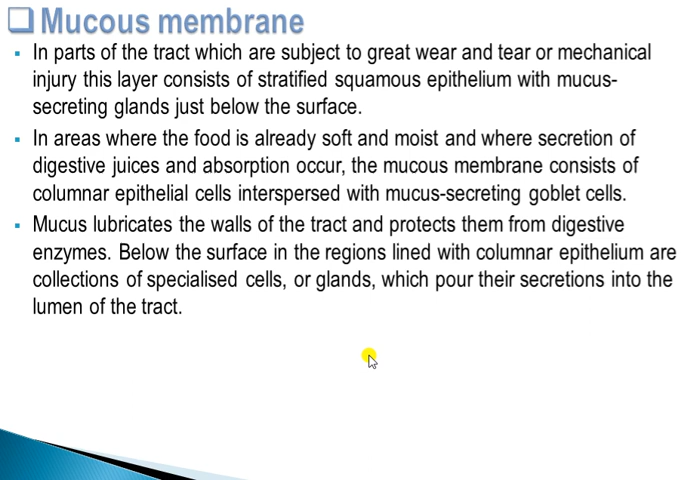 Mucous membrane
In parts of the tract which are subject to great wear and tear or mechanical
injury this layer consists of stratified squamous epithelium with mucus-
secreting glands just below the surface.
In areas where the food is already soft and moist and where secretion of
digestive juices and absorption occur, the mucous membrane consists of
columnar epithelial cells interspersed with mucus-secreting goblet cells.
Mucus lubricates the walls of the tract and protects them from digestive
enzymes. Below the surface in the regions lined with columnar epithelium are
collections of specialised cells, or glands, which pour their secretions into the
lumen of the tract.